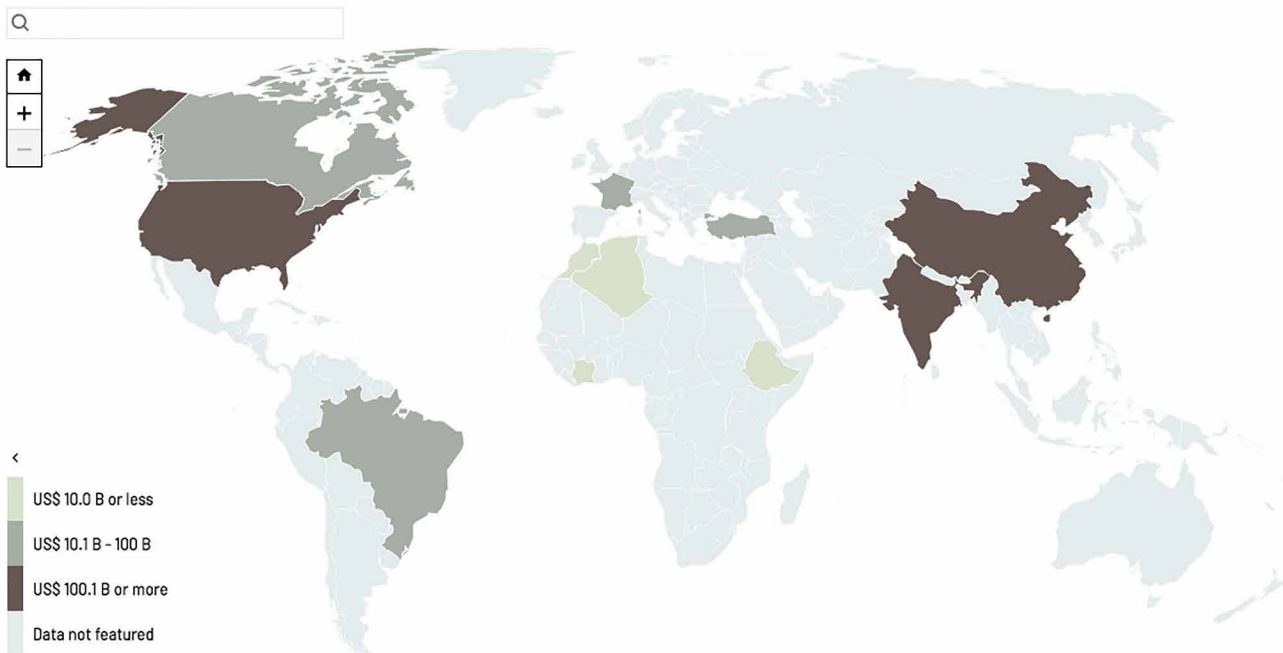 US$ 10.0 B or less
US$ 10.1 B - 100 B
US$ 100.1 B or more
Data not featured